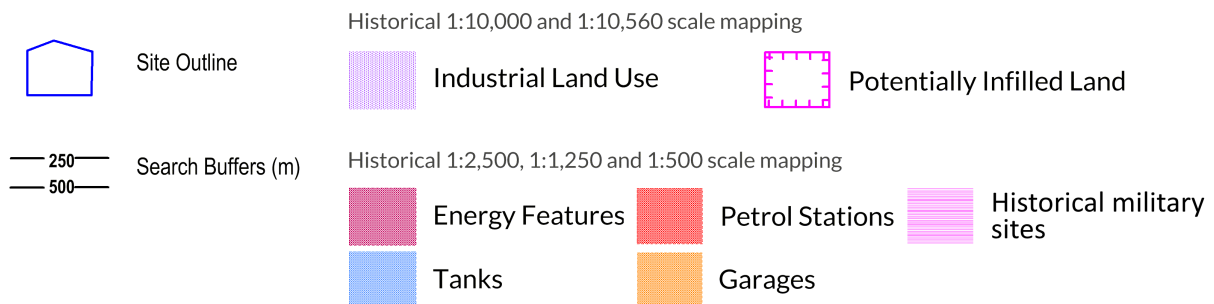 Historical 1:10,000 and 1:10,560 scale mapping
Site Outline
Industrial Land Use
Potentially Infilled Land
250
500
Search Buffers (m)
Historical 1:2,500, 1:1,250 and 1:500 scale mapping
Energy Features
Petrol Stations
Historical military
sites
Tanks
Garages